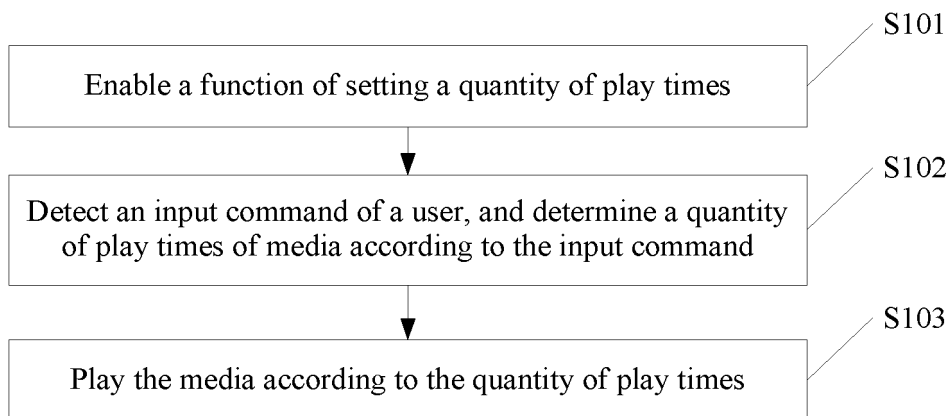 S101
Enable a function of setting a quantity of play times
S102
Detect an input command of a user, and determine a quantity
of play times of media according to the input command
S103
Play the media according to the quantity of play times